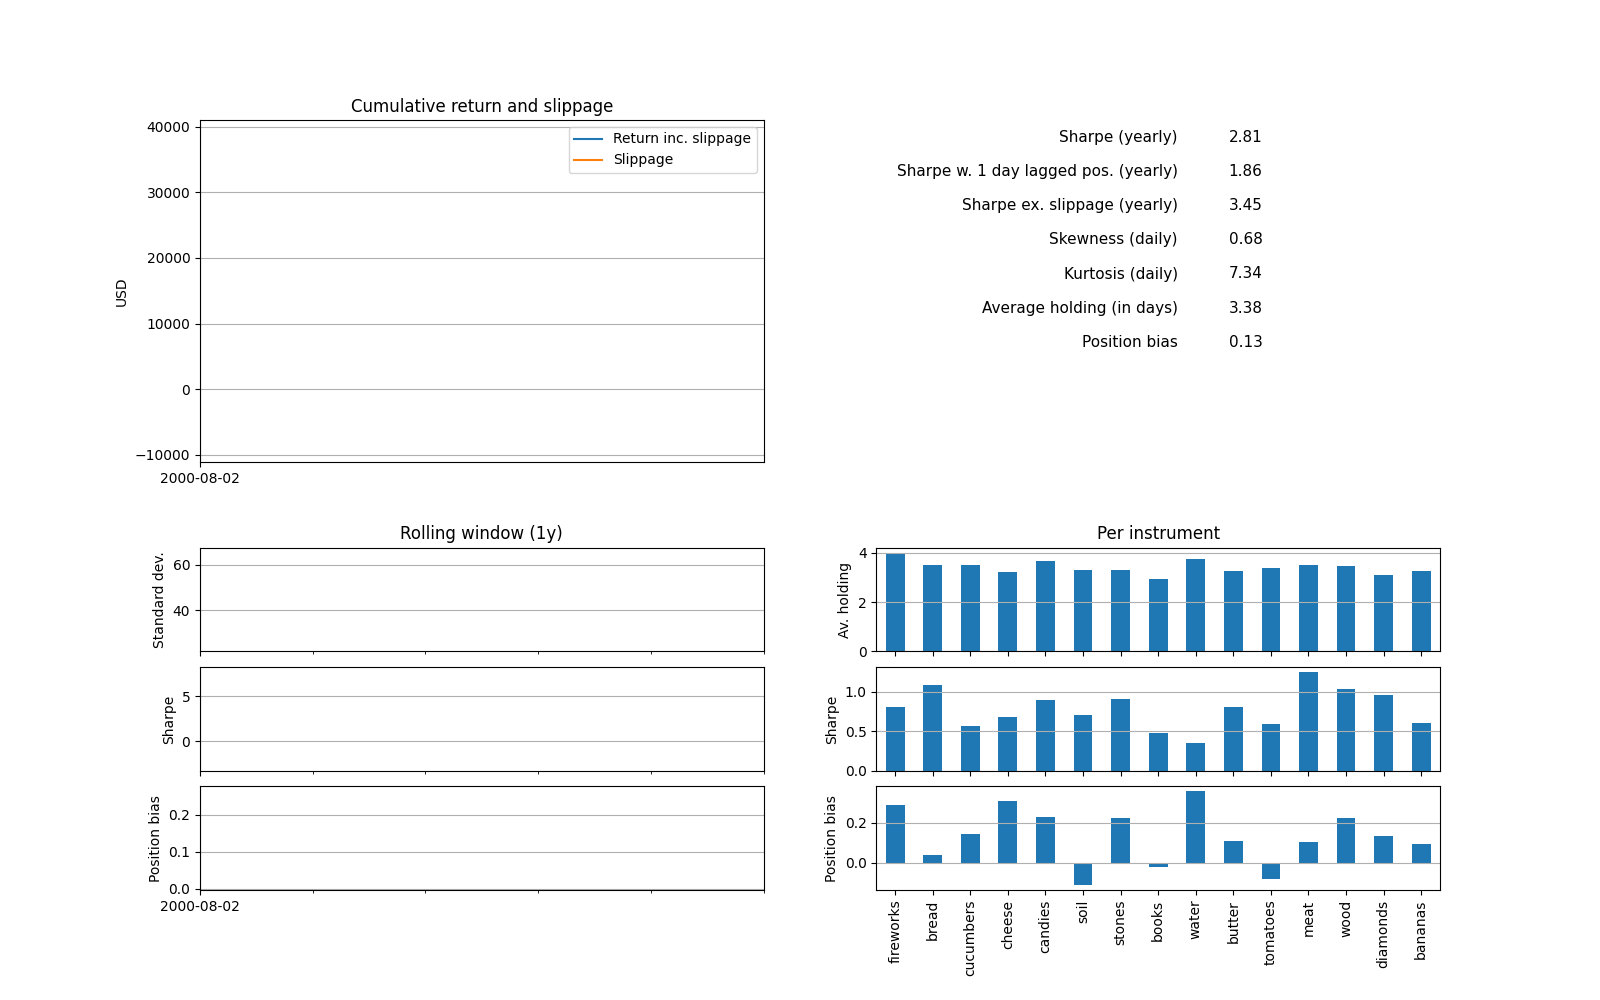 Cumulative return and slippage
40000
30000
20000
10000
0
−10000
USD
2000-08-02
Return inc. slippage
Slippage
Sharpe (yearly) 2.81
Sharpe w. 1 day lagged pos. (yearly) 1.86
Sharpe ex. slippage (yearly) 3.45
Skewness (daily) 0.68
Kurtosis (daily) 7.34
Average holding (in days) 3.38
Position bias 0.13
Rolling window (1y)
60
40
Standard dev.
5
0
Sharpe
0.2
0.1
0.0
Position bias
2000-08-02
Per instrument
4
2
0
Av. holding
1.0
0.5
0.0
Sharpe
0.2
0.0
Position bias
fireworks
bread
cucumbers
cheese
candies
soil
stones
books
water
butter
tomatoes
meat
wood
diamonds
bananas